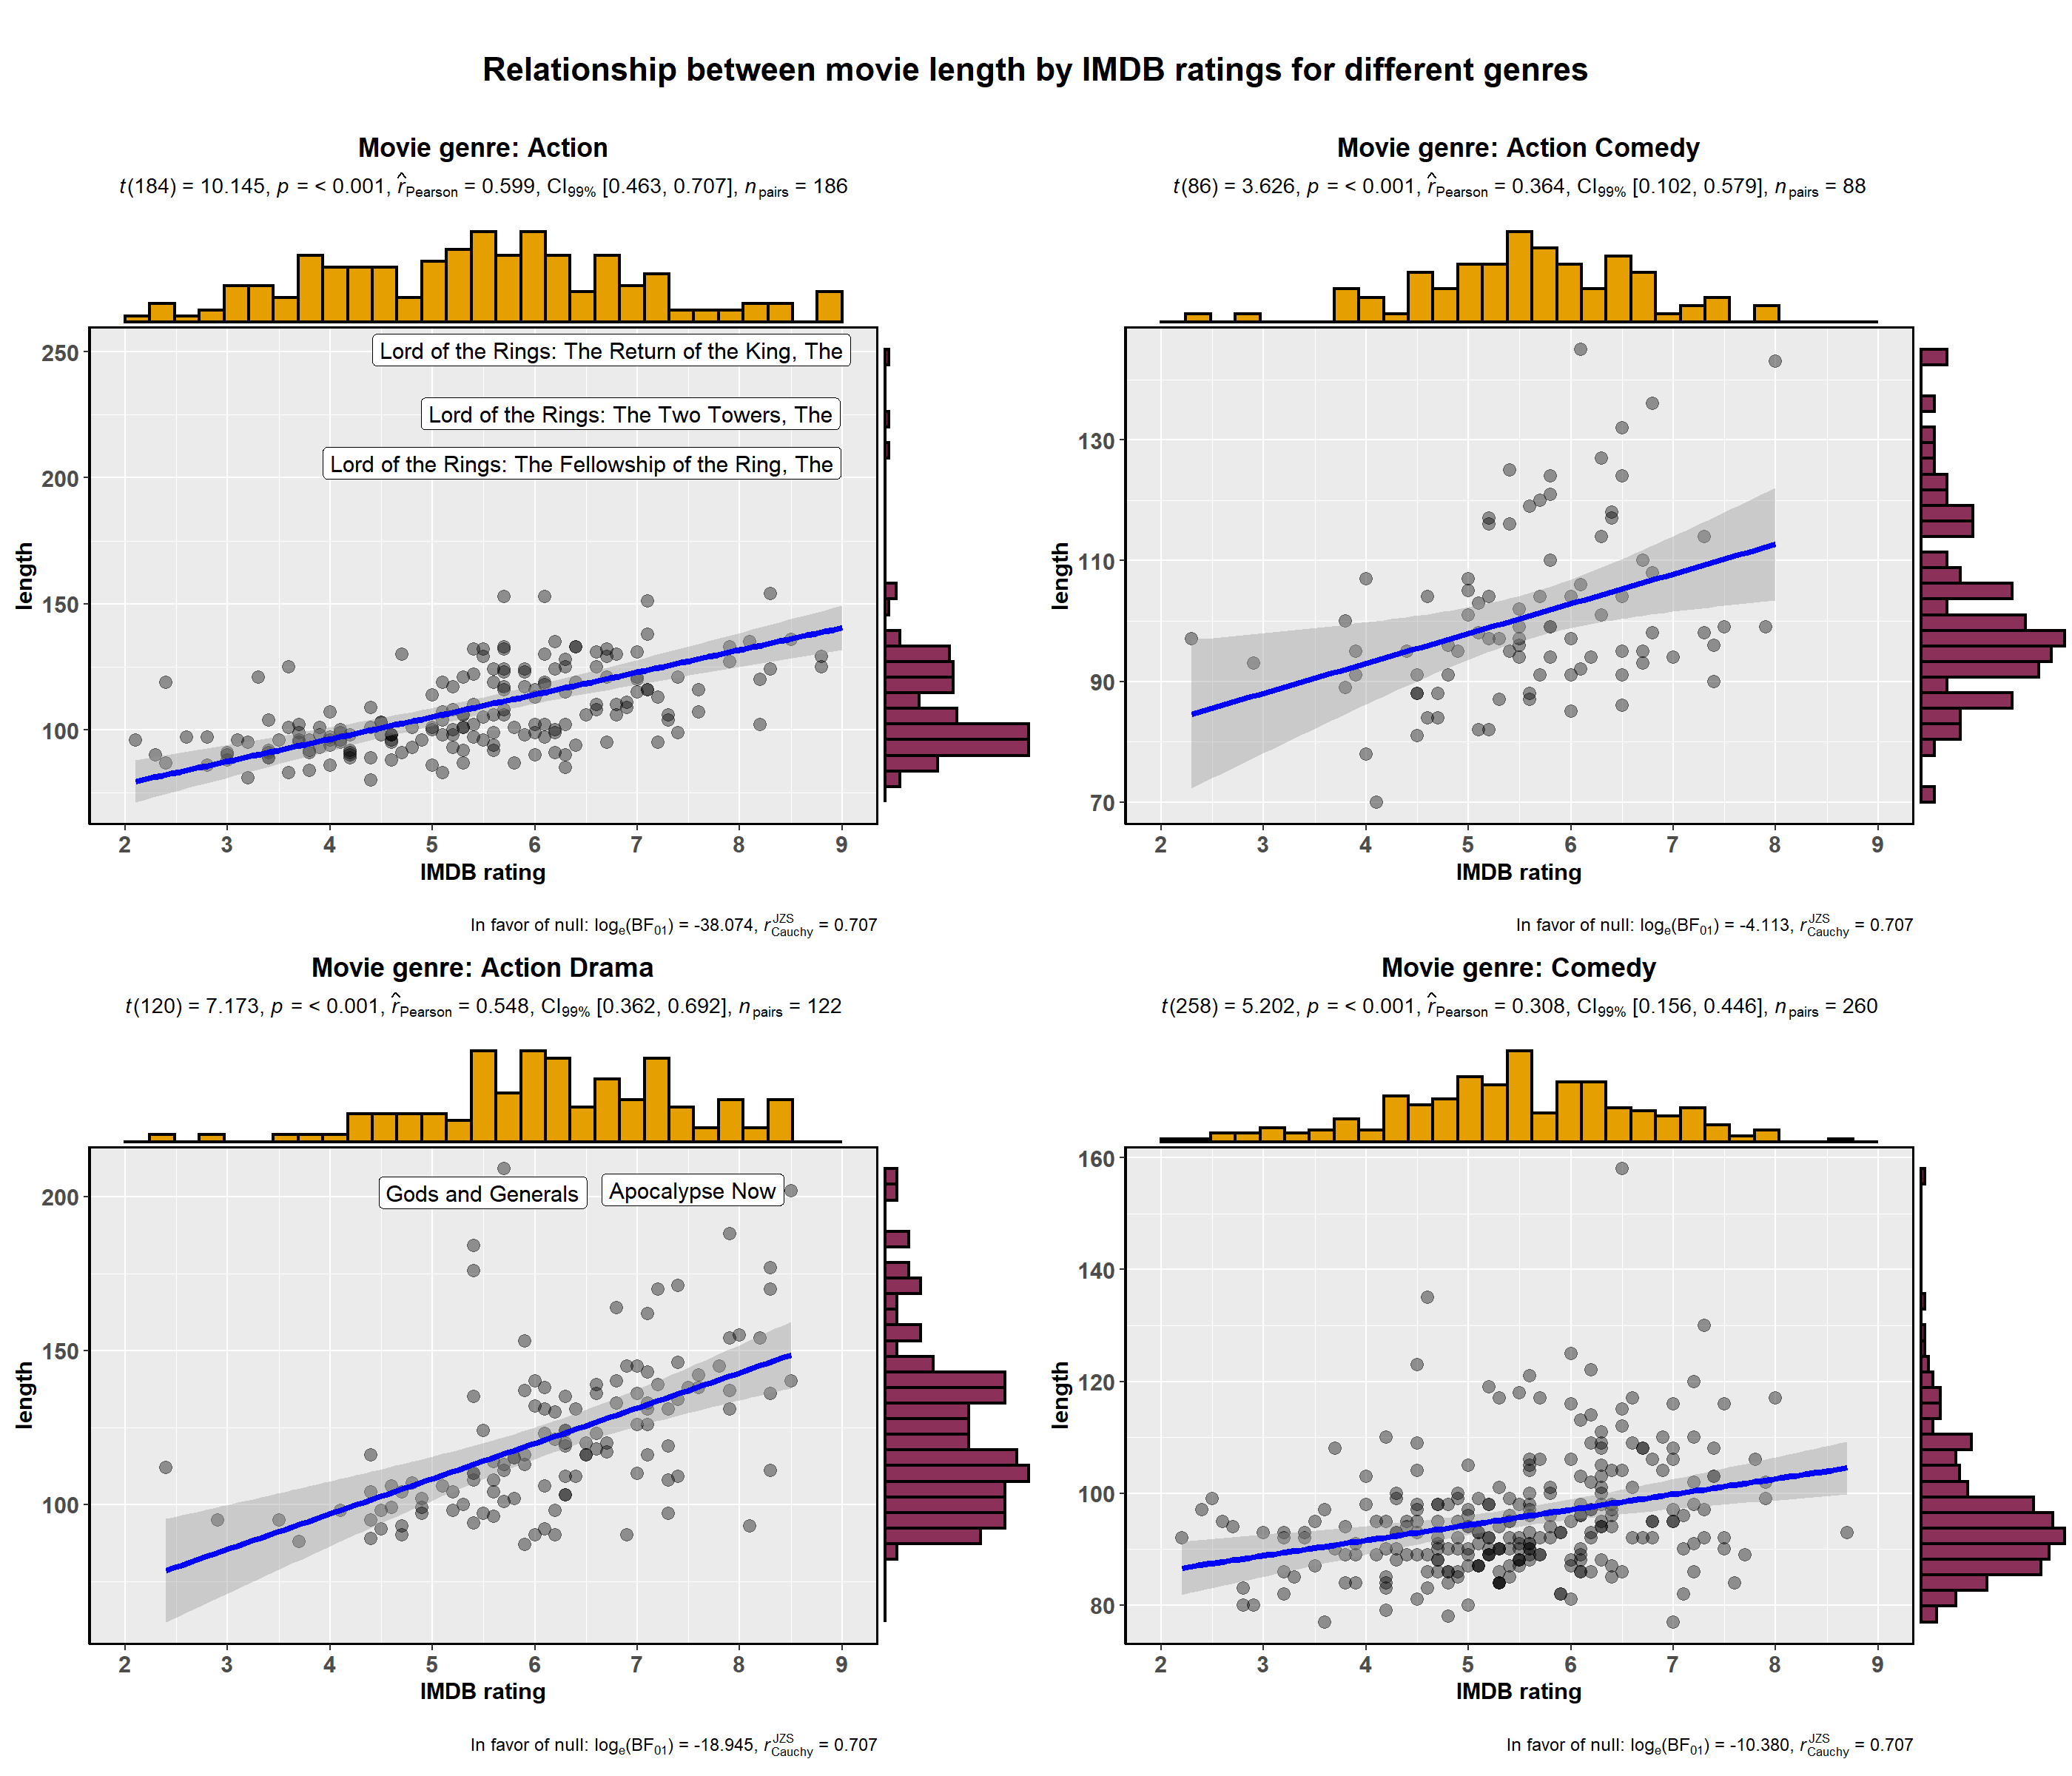 Relationship between movie length by IMDB ratings for different genres
Movie genre: Action
t(184) = 10.145, p = < 0.001, r̂Pearson = 0.599, CI99% [0.463, 0.707], npairs = 186
250
200
150
100
length
Lord of the Rings: The Return of the King, The
Lord of the Rings: The Two Towers, The
Lord of the Rings: The Fellowship of the Ring, The
2 3 4 5 6 7 8 9
IMDB rating
In favor of null: loge(BF01) = -38.074, rJZSCauchy = 0.707
Movie genre: Action Comedy
t(86) = 3.626, p = < 0.001, r̂Pearson = 0.364, CI99% [0.102, 0.579], npairs = 88
130
110
90
70
length
2 3 4 5 6 7 8 9
IMDB rating
In favor of null: loge(BF01) = -4.113, rJZSCauchy = 0.707
Movie genre: Action Drama
t(120) = 7.173, p = < 0.001, r̂Pearson = 0.548, CI99% [0.362, 0.692], npairs = 122
200
150
100
length
Gods and Generals
Apocalypse Now
2 3 4 5 6 7 8 9
IMDB rating
In favor of null: loge(BF01) = -18.945, rJZSCauchy = 0.707
Movie genre: Comedy
t(258) = 5.202, p = < 0.001, r̂Pearson = 0.308, CI99% [0.156, 0.446], npairs = 260
160
140
120
100
80
length
2 3 4 5 6 7 8 9
IMDB rating
In favor of null: loge(BF01) = -10.380, rJZSCauchy = 0.707